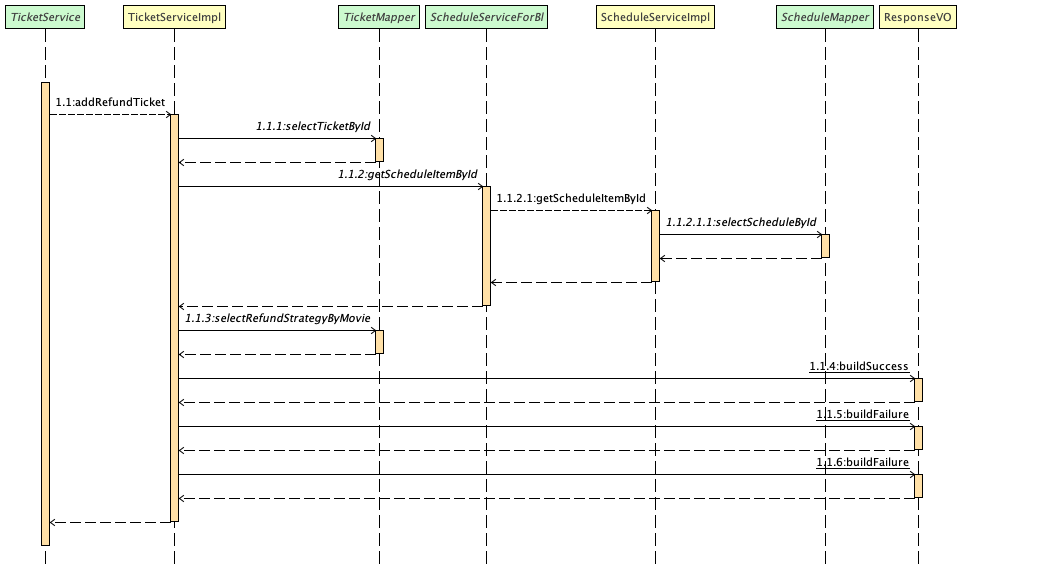 TicketService
TicketServiceImpl
TicketMapper
ScheduleServiceForBl
ScheduleServiceImpl
ScheduleMapper
ResponseVO
1.1:addRefundTicket
1.1.1:selectTicketById
1.1.2:getScheduleItemById
1.1.2.1:getScheduleItemById
1.1.2.1.1:selectScheduleById
1.1.3:selectRefundStrategyByMovie
1.1.4:buildSuccess
1.1.5:buildFailure
1.1.6:buildFailure